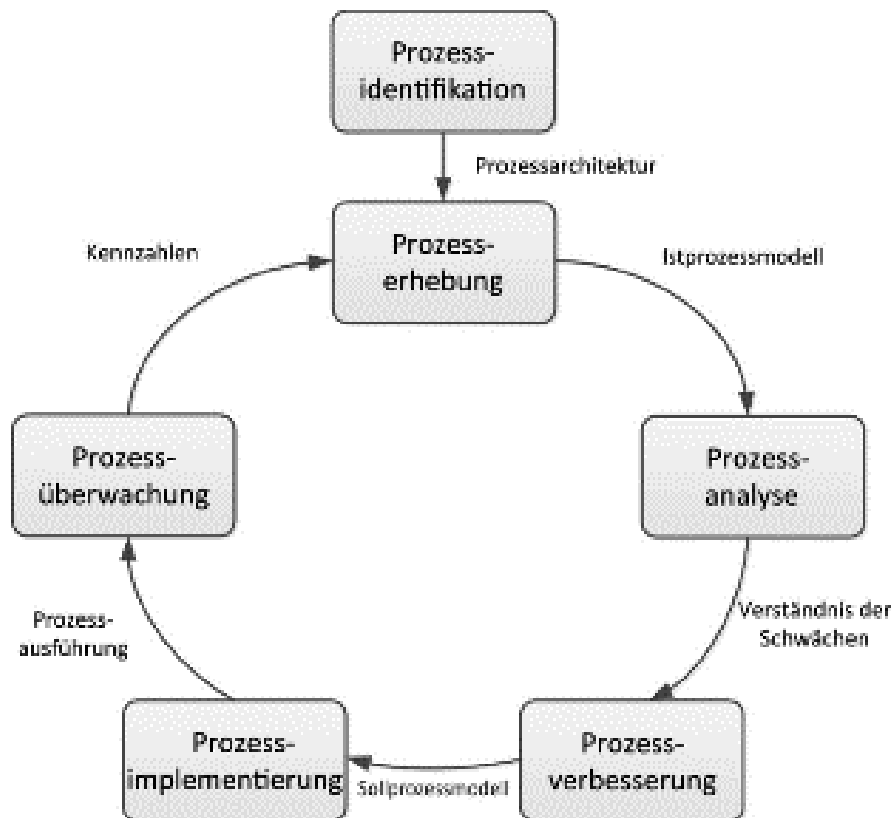 Prozess-
identifikation
Prozessarchitektur
Prozess-
erhebung
Kennzahlen
Istprozessmodell
Prozess-
analyse
Prozess-
überwachung
Verständnis der
Schwächen
Prozess-
ausführung
Prozess-
verbesserung
Sollprozessmodell
Prozess-
implementierung